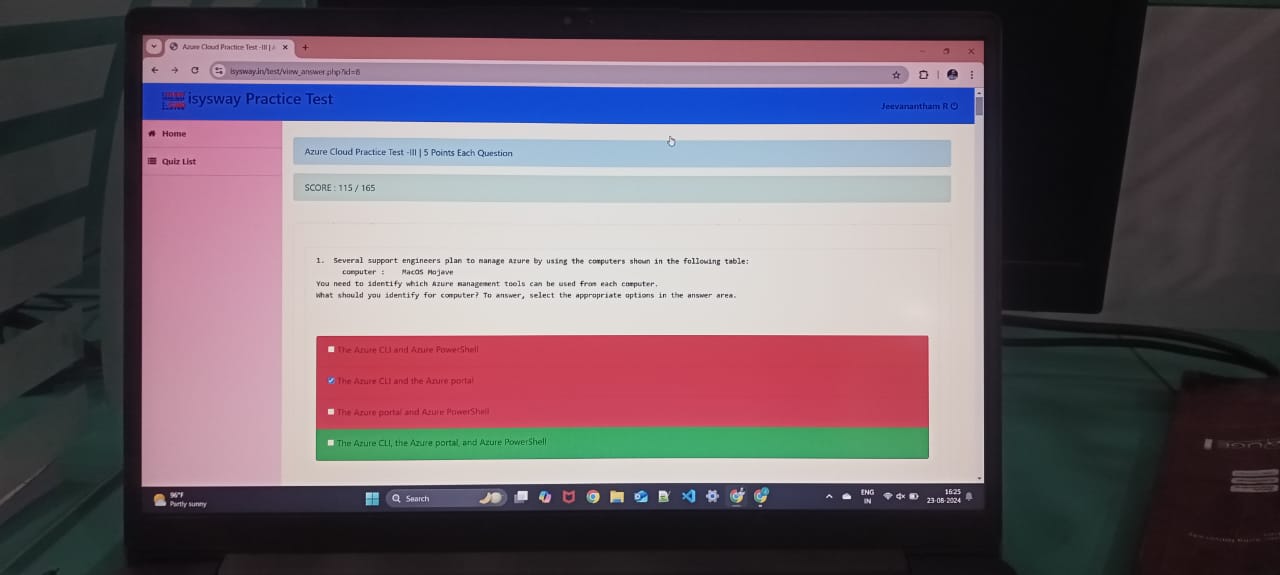 Azure Cloud Practice Test -III | A
isysway.in/test/view_answer.php?id=8
isysway Practice Test
Jeevanantham R
Home
Quiz List
Azure Cloud Practice Test -III | 5 Points Each Question
SCORE : 115 / 165
1. Several support engineers plan to manage Azure by using the computers shown in the following table:
computer : MacOS Mojave
You need to identify which Azure management tools can be used from each computer.
What should you identify for computer? To answer, select the appropriate options in the answer area.
The Azure CLI and Azure PowerShell
The Azure CLI and the Azure portal
The Azure portal and Azure PowerShell
The Azure CLI, the Azure portal, and Azure PowerShell
96°F
Partly sunny
Search
ENG
IN
16:25
23-08-2024